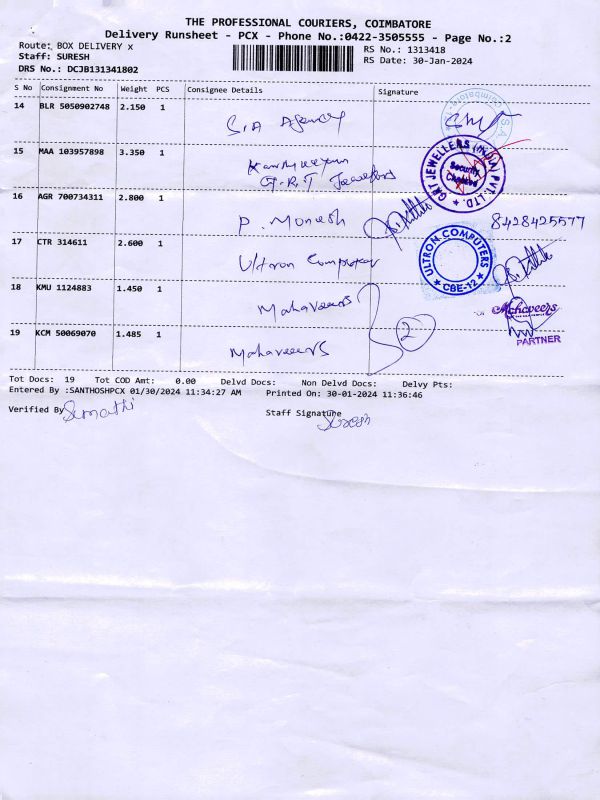 THE PROFESSIONAL COURIERS, COIMBATORE
Delivery Runsheet - PCX - Phone No.:0422-3505555 - Page No.:2
Route: BOX DELIVERY x
RS No.: 1313418
Staff: SURESH
RS Date: 30-Jan-2024
DRS No.: DCJB131341802
S No Consignment No Weight PCS Consignee Details Signature
14 BLR 5050902748 2.150 1 S.A Agency
15 MAA 103957898 3.350 1
G.R.T Jewellers
GRT JEWELLERS (INDIA) PVT. LTD.
Security Checked
16 AGR 700734311 2.800 1 P. Monesh 8428425577
17 CTR 314611 2.600 1 Ultron Computer
ULTRON COMPUTERS
CBE-12
18 KMU 1124883 1.450 1 Mahaveers 2
Mahaveers
PARTNER
19 KCM 50069070 1.485 1 Mahaveers
Tot Docs: 19 Tot COD Amt: 0.00 Delvd Docs: Non Delvd Docs: Delvy Pts:
Entered By :SANTHOSHPCX 01/30/2024 11:34:27 AM Printed On: 30-01-2024 11:36:46
Verified By Sumathi
Staff Signature Suresh